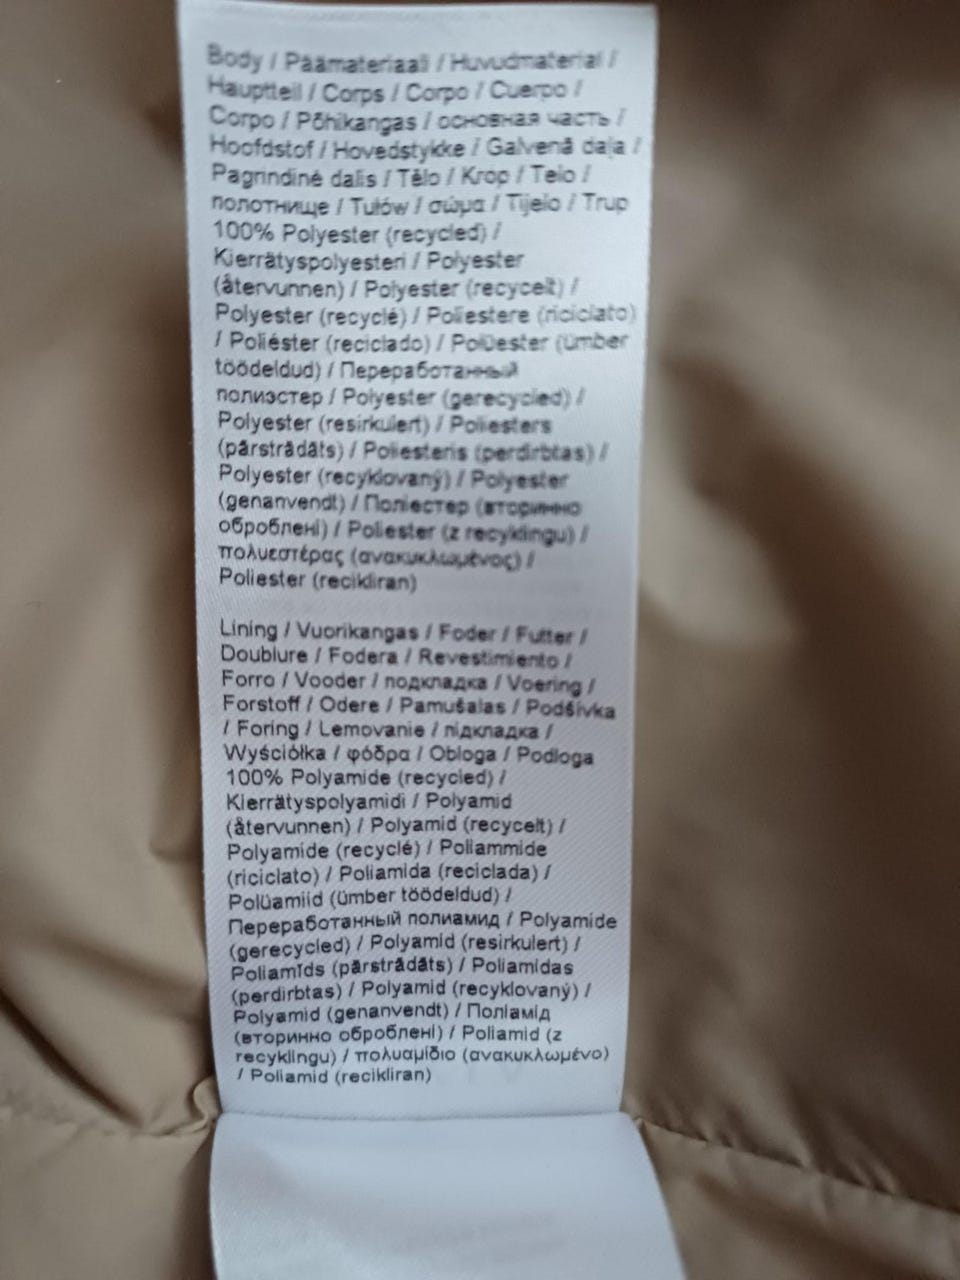 Body / Päämateriaali / Huvudmaterial /
Hauptteil / Corps / Corpo / Cuerpo /
Corpo / Põhikangas / основная часть /
Hoofdstof / Hovedstykke / Galvenā daļa /
Pagrindinė dalis / Tělo / Krop / Telo /
полотнище / Tułów / σώμα / Tijelo / Trup
100% Polyester (recycled) /
Kierrätyspolyesteri / Polyester
(återvunnen) / Polyester (recycelt) /
Polyester (recyclé) / Poliestere (riciclato)
/ Poliéster (reciclado) / Polüester (ümber
töödeldud) / Переработанный
полиэстер / Polyester (gerecycled) /
Polyester (resirkulert) / Poliesters
(pārstrādāts) / Poliesteris (perdirbtas) /
Polyester (recyklovaný) / Polyester
(genanvendt) / Поліестер (вторинно
оброблені) / Poliester (z recyklingu) /
πολυεστέρας (ανακυκλωμένος) /
Poliester (recikliran)
Lining / Vuorikangas / Foder / Futter /
Doublure / Fodera / Revestimiento /
Forro / Vooder / подкладка / Voering /
Forstoff / Odere / Pamušalas / Podšívka
/ Foring / Lemovanie / підкладка /
Wyściółka / φόδρα / Obloga / Podloga
100% Polyamide (recycled) /
Kierrätyspolyamidi / Polyamid
(återvunnen) / Polyamid (recycelt) /
Polyamide (recyclé) / Poliammide
(riciclato) / Poliamida (reciclada) /
Polüamiid (ümber töödeldud) /
Переработанный полиамид / Polyamide
(gerecycled) / Polyamid (resirkulert) /
Poliamīds (pārstrādāts) / Poliamidas
(perdirbtas) / Polyamid (recyklovaný) /
Polyamid (genanvendt) / Поліамід
(вторинно оброблені) / Poliamid (z
recyklingu) / πολυαμίδιο (ανακυκλωμένο)
/ Poliamid (recikliran)